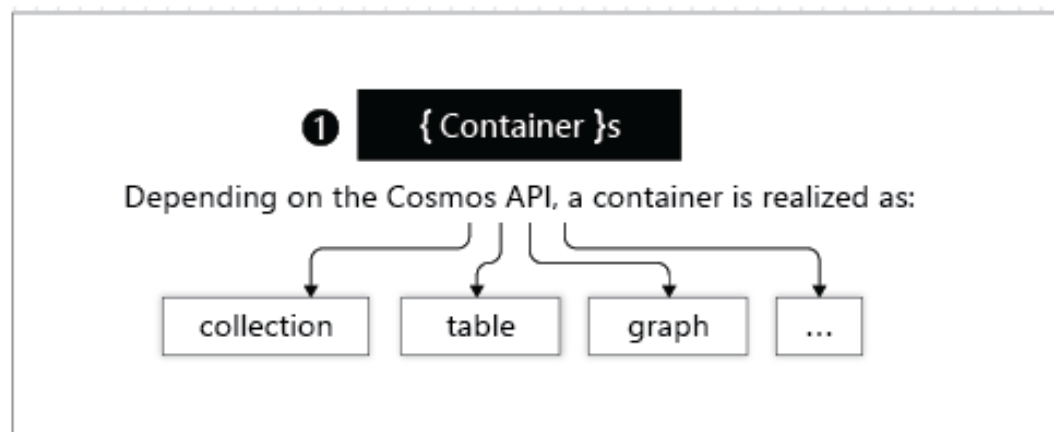 1 { Container }s
Depending on the Cosmos API, a container is realized as:
collection table graph ...